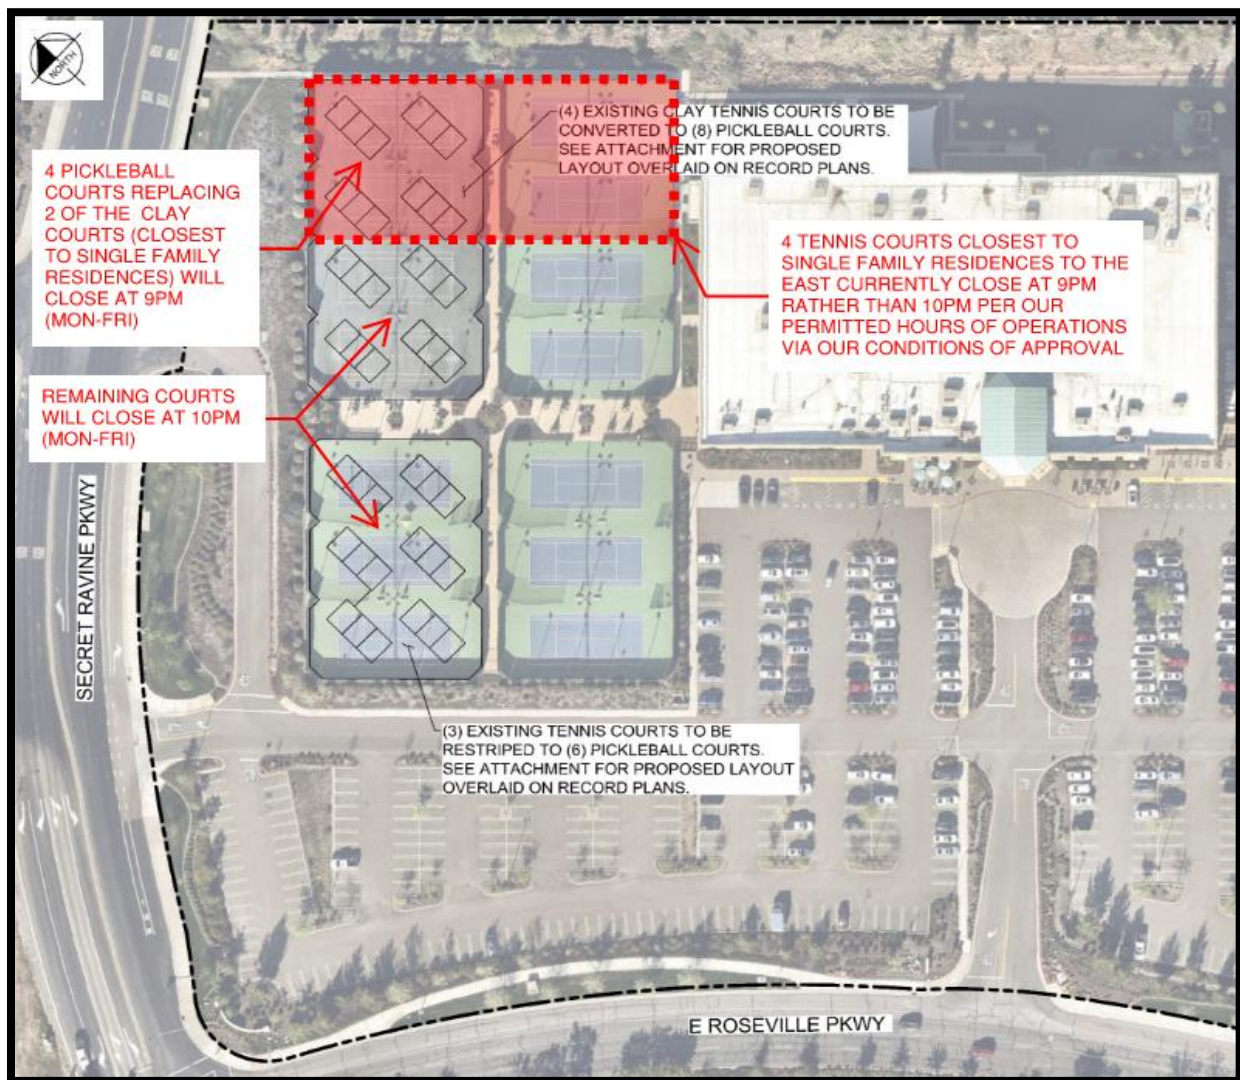 NORTH
(4) EXISTING CLAY TENNIS COURTS TO BE
CONVERTED TO (8) PICKLEBALL COURTS.
SEE ATTACHMENT FOR PROPOSED
LAYOUT OVERLAID ON RECORD PLANS.
4 PICKLEBALL
COURTS REPLACING
2 OF THE CLAY
COURTS (CLOSEST
TO SINGLE FAMILY
RESIDENCES) WILL
CLOSE AT 9PM
(MON-FRI)
4 TENNIS COURTS CLOSEST TO
SINGLE FAMILY RESIDENCES TO THE
EAST CURRENTLY CLOSE AT 9PM
RATHER THAN 10PM PER OUR
PERMITTED HOURS OF OPERATIONS
VIA OUR CONDITIONS OF APPROVAL
REMAINING COURTS
WILL CLOSE AT 10PM
(MON-FRI)
SECRET RAVINE PKWY
(3) EXISTING TENNIS COURTS TO BE
RESTRIPED TO (6) PICKLEBALL COURTS.
SEE ATTACHMENT FOR PROPOSED LAYOUT
OVERLAID ON RECORD PLANS.
E ROSEVILLE PKWY